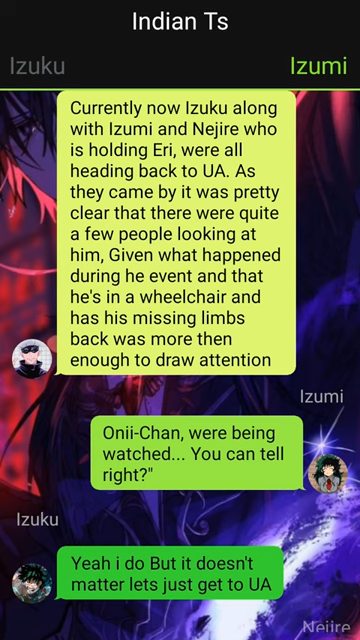 Indian Ts
Izuku
Izumi
Currently now Izuku along
with Izumi and Nejire who
is holding Eri, were all
heading back to UA. As
they came by it was pretty
clear that there were quite
a few people looking at
him, Given what happened
during he event and that
he's in a wheelchair and
has his missing limbs
back was more then
enough to draw attention
Izumi
Onii-Chan, were being
watched... You can tell
right?"
Izuku
Yeah i do But it doesn't
matter lets just get to UA
Nejire